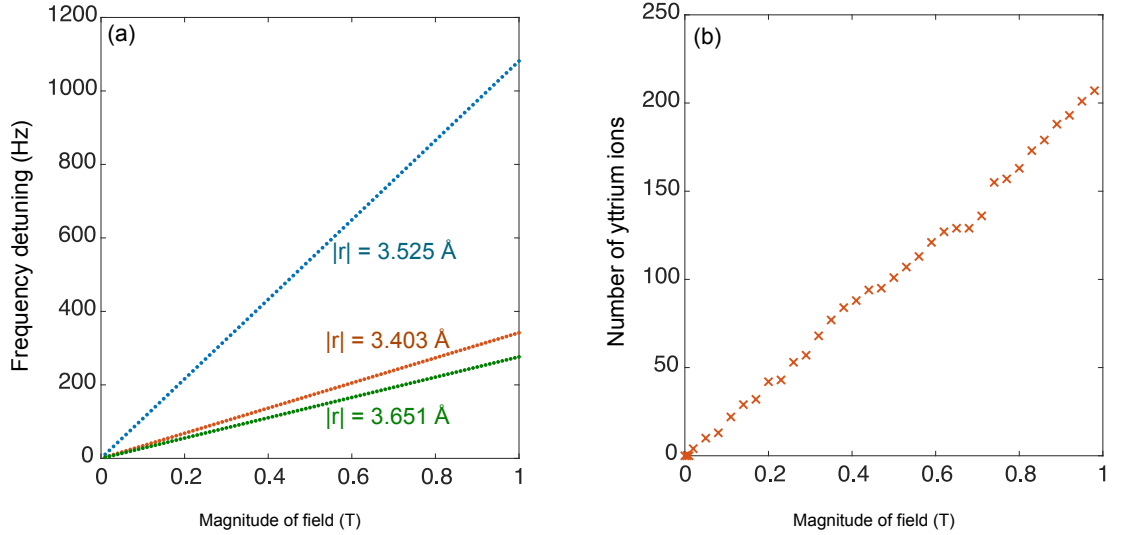 (a)
1200
1000
800
600
400
200
0
0
0.2
0.4
0.6
0.8
1
Frequency detuning (Hz)
Magnitude of field (T)
|r| = 3.525 Å
|r| = 3.403 Å
|r| = 3.651 Å
(b)
250
200
150
100
50
0
0
0.2
0.4
0.6
0.8
1
Number of yttrium ions
Magnitude of field (T)